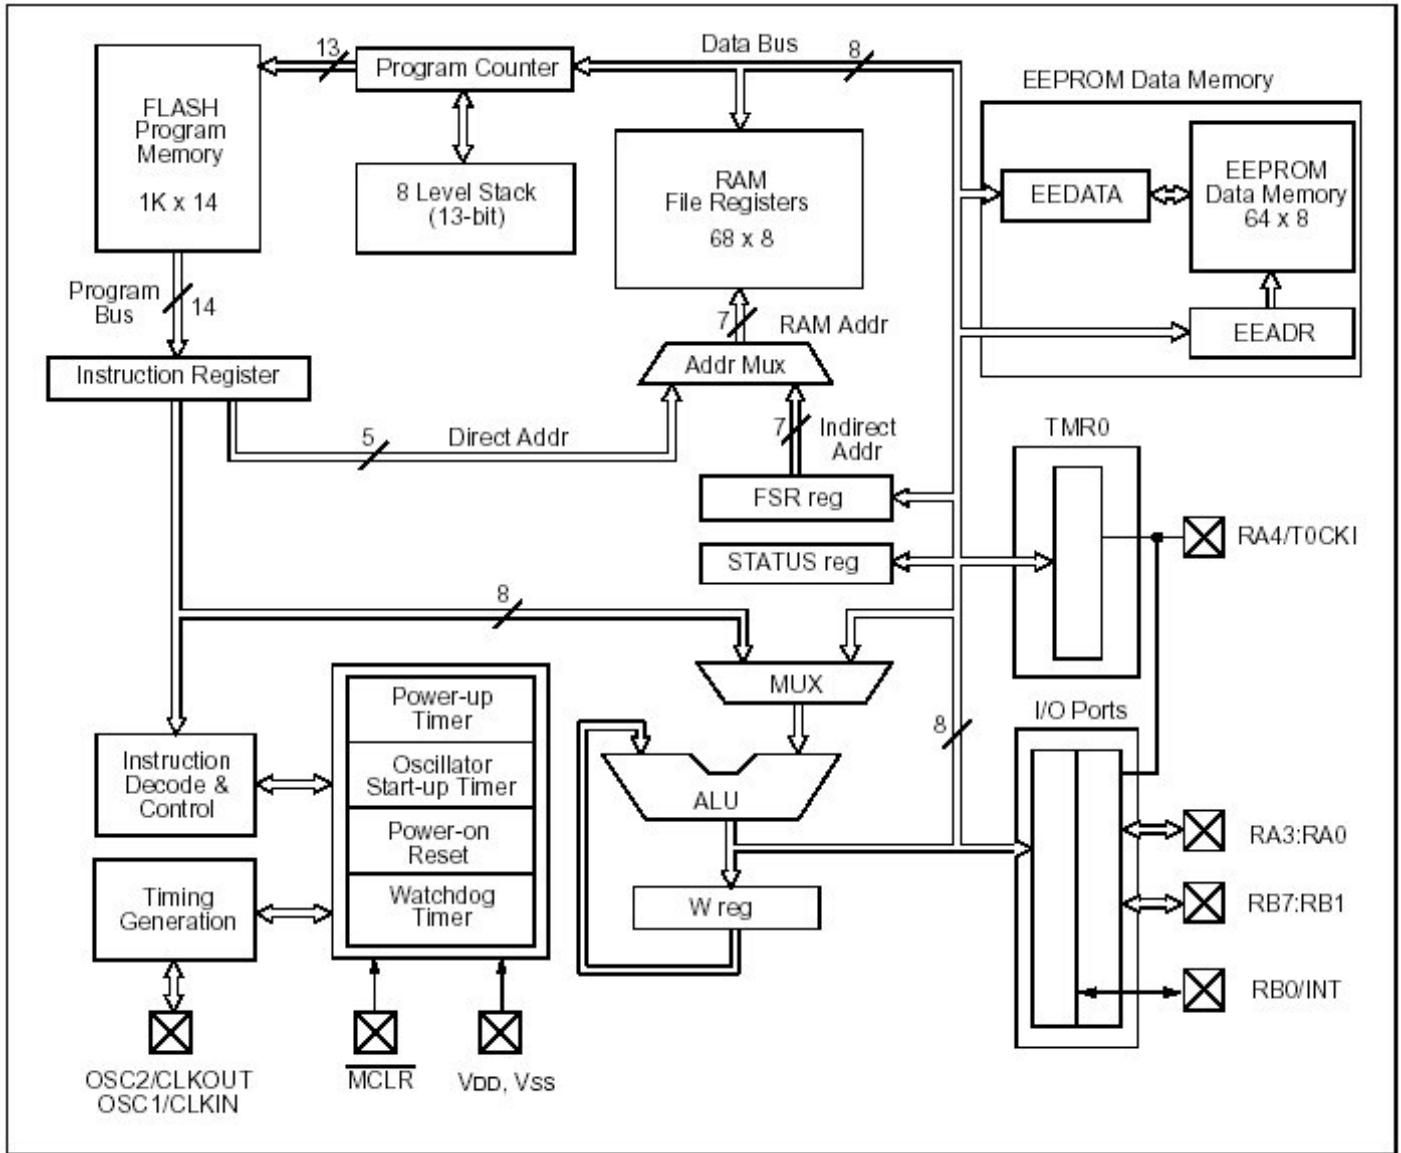 Data Bus
13
8
Program Counter
EEPROM Data Memory
FLASH
Program
Memory
1K x 14
8 Level Stack
(13-bit)
RAM
File Registers
68 x 8
EEDATA
EEPROM
Data Memory
64 x 8
EEADR
Program
Bus
14
7
RAM Addr
Instruction Register
Addr Mux
5
Direct Addr
7
Indirect
Addr
TMR0
FSR reg
STATUS reg
RA4/T0CKI
8
MUX
Power-up
Timer
Oscillator
Start-up Timer
Power-on
Reset
Watchdog
Timer
Instruction
Decode &
Control
Timing
Generation
ALU
W reg
8
I/O Ports
RA3:RA0
RB7:RB1
RB0/INT
OSC2/CLKOUT
OSC1/CLKIN
MCLR
VDD, VSS